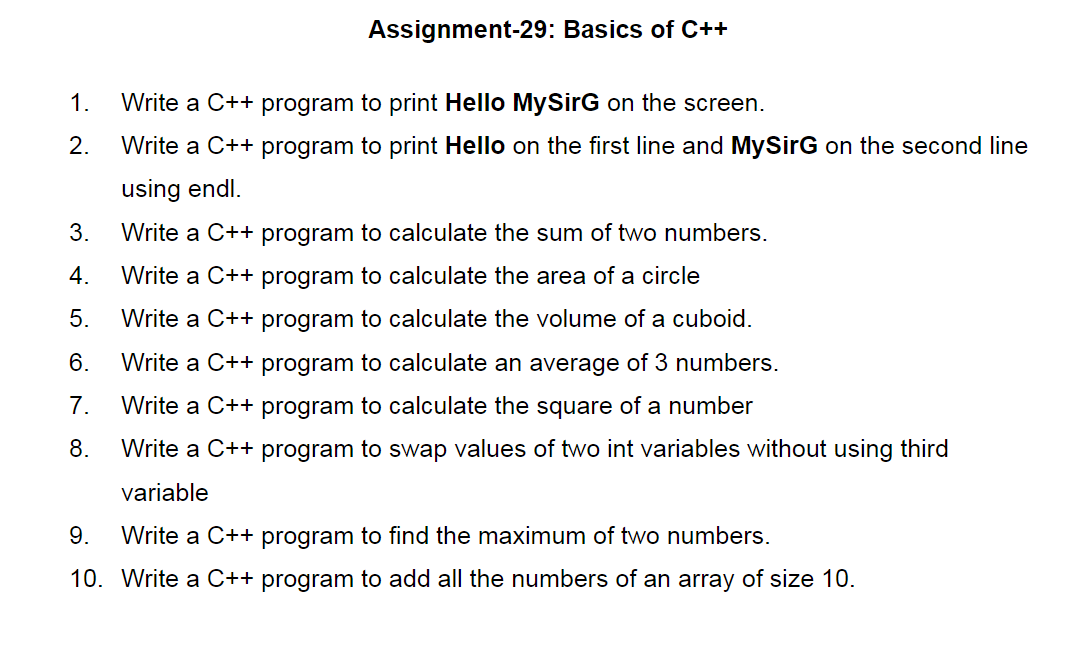 Assignment-29: Basics of C++
1. Write a C++ program to print Hello MySirG on the screen.
2. Write a C++ program to print Hello on the first line and MySirG on the second line
using endl.
3. Write a C++ program to calculate the sum of two numbers.
4. Write a C++ program to calculate the area of a circle
5. Write a C++ program to calculate the volume of a cuboid.
6. Write a C++ program to calculate an average of 3 numbers.
7. Write a C++ program to calculate the square of a number
8. Write a C++ program to swap values of two int variables without using third
variable
9. Write a C++ program to find the maximum of two numbers.
10. Write a C++ program to add all the numbers of an array of size 10.